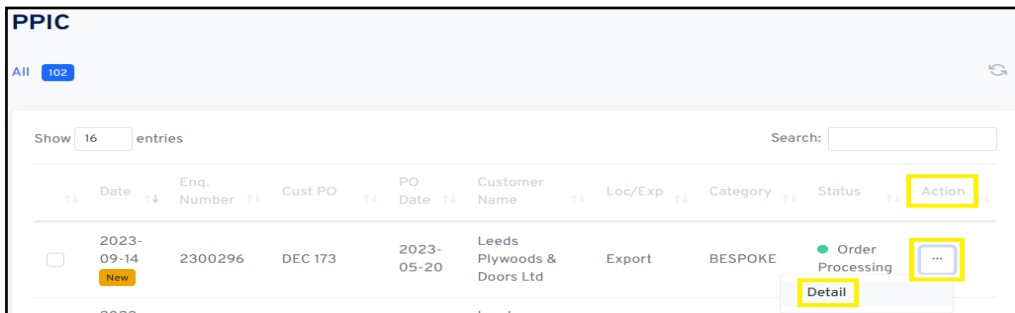 PPIC
All 102
Show 16 entries Search:
Date Enq. Number Cust PO PO Date Customer Name Loc/Exp Category Status Action
2023-09-14 New 2300296 DEC 173 2023-05-20 Leeds Plywoods & Doors Ltd Export BESPOKE Order Processing ...
Detail